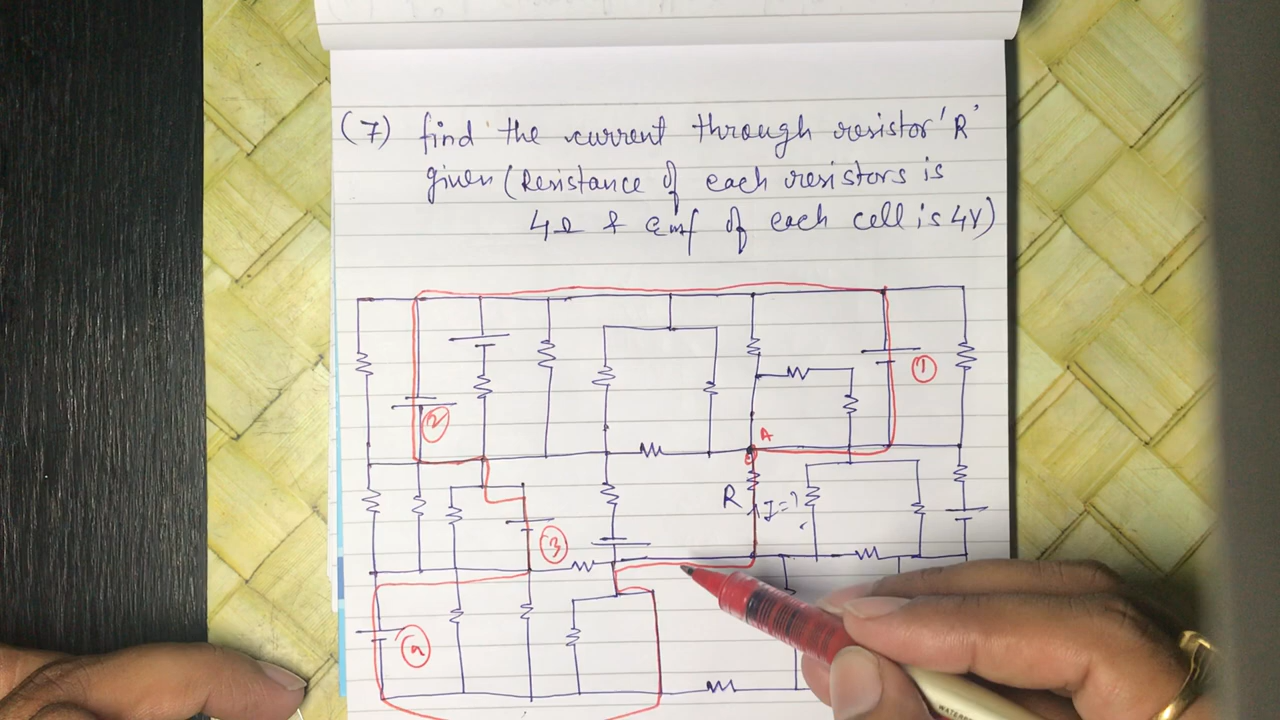 (7) find the current through resistor 'R'
given (Resistance of each resistors is
4Ω & emf of each cell is 4V)
1
2
A
R I=?
3
4